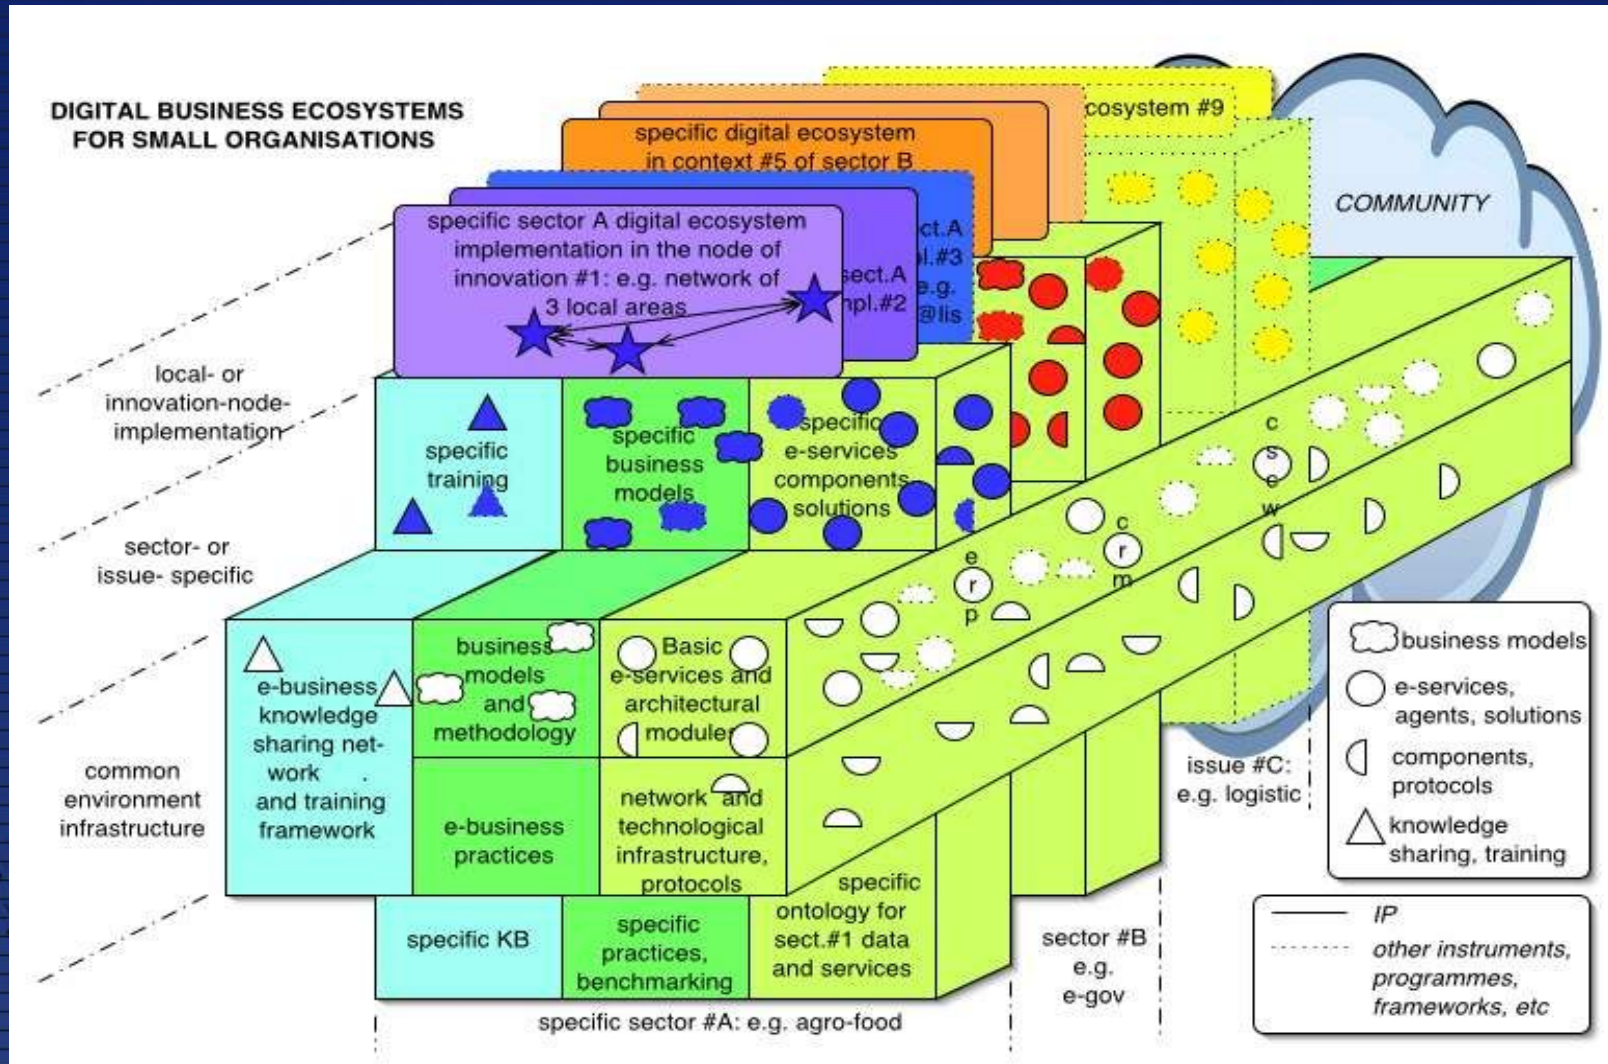 DIGITAL BUSINESS ECOSYSTEMS
FOR SMALL ORGANISATIONS
cosystem #9
specific digital ecosystem
in context #5 of sector B
COMMUNITY
specific sector A digital ecosystem
implementation in the node of
innovation #1: e.g. network of
3 local areas
sect.A
mpl.#2
ct.A
l.#3
e.g.
@lis
local- or
innovation-node-
implementation
specific
training
specific
business
models
specific
e-services
components
solutions
sector- or
issue- specific
e
r
p
c
r
m
c
s
e
w
business
models
and
methodology
Basic
e-services and
architectural
modules
e-business
knowledge
sharing net-
work .
and training
framework
common
environment
infrastructure
e-business
practices
network and
technological
infrastructure,
protocols
specific KB
specific
practices,
benchmarking
specific
ontology for
sect.#1 data
and services
specific sector #A: e.g. agro-food
sector #B
e.g.
e-gov
issue #C:
e.g. logistic
business models
e-services,
agents, solutions
components,
protocols
knowledge
sharing, training
IP
other instruments,
programmes,
frameworks, etc